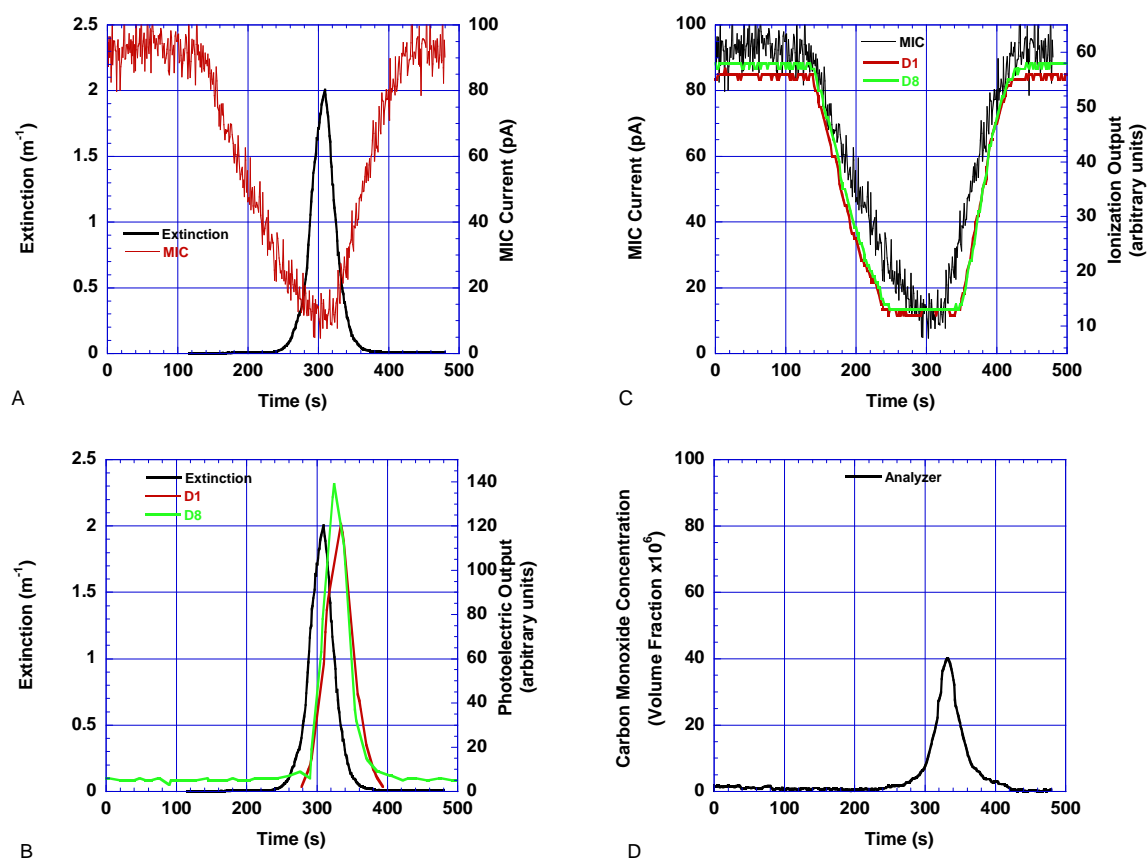 2.5
2
1.5
1
0.5
0
Extinction (m-1)
100
80
60
40
20
0
MIC Current (pA)
Extinction
MIC
0 100 200 300 400 500
Time (s)
A
100
80
60
40
20
0
MIC Current (pA)
60
50
40
30
20
10
Ionization Output
(arbitrary units)
MIC
D1
D8
0 100 200 300 400 500
Time (s)
C
2.5
2
1.5
1
0.5
0
Extinction (m-1)
140
120
100
80
60
40
20
0
Photoelectric Output
(arbitrary units)
Extinction
D1
D8
0 100 200 300 400 500
Time (s)
B
100
80
60
40
20
0
Carbon Monoxide Concentration
(Volume Fraction x10^6)
Analyzer
0 100 200 300 400 500
Time (s)
D